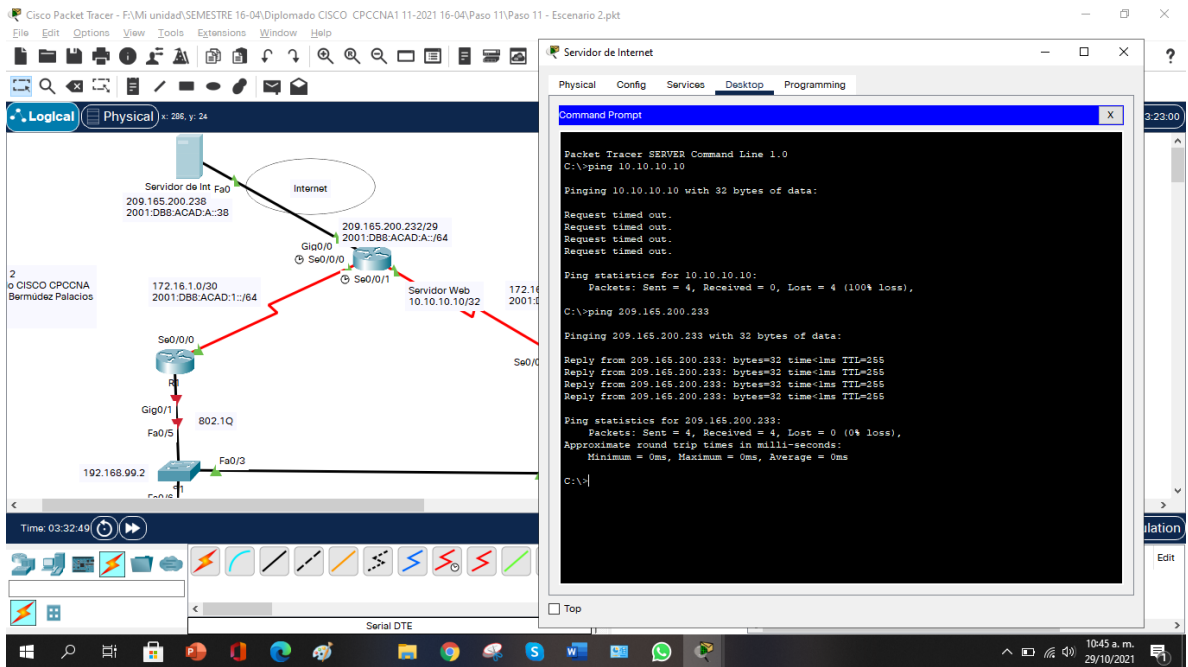 Cisco Packet Tracer - F:\Mi unidad\SEMESTRE 16-04\Diplomado CISCO CPCCNA1 11-2021 16-04\Paso 11\Paso 11 - Escenario 2.pkt
File Edit Options View Tools Extensions Window Help
?
Logical
Physical
x: 286, y: 24
3:23:00
Servidor de Int
Fa0
Internet
209.165.200.238
2001:DB8:ACAD:A::38
209.165.200.232/29
2001:DB8:ACAD:A::/64
Gig0/0
Se0/0/0
Se0/0/1
2
o CISCO CPCCNA
Bermúdez Palacios
172.16.1.0/30
2001:DB8:ACAD:1::/64
Servidor Web
10.10.10.10/32
172.16
2001:D
Se0/0/0
Se0/0
R1
Gig0/1
802.1Q
Fa0/5
192.168.99.2
Fa0/3
S1
Fa0/6
Time: 03:32:49
Serial DTE
Servidor de Internet
Physical Config Services Desktop Programming
Command Prompt
X
Packet Tracer SERVER Command Line 1.0
C:\>ping 10.10.10.10
Pinging 10.10.10.10 with 32 bytes of data:
Request timed out.
Request timed out.
Request timed out.
Request timed out.
Ping statistics for 10.10.10.10:
Packets: Sent = 4, Received = 0, Lost = 4 (100% loss),
C:\>ping 209.165.200.233
Pinging 209.165.200.233 with 32 bytes of data:
Reply from 209.165.200.233: bytes=32 time<1ms TTL=255
Reply from 209.165.200.233: bytes=32 time<1ms TTL=255
Reply from 209.165.200.233: bytes=32 time<1ms TTL=255
Reply from 209.165.200.233: bytes=32 time<1ms TTL=255
Ping statistics for 209.165.200.233:
Packets: Sent = 4, Received = 4, Lost = 0 (0% loss),
Approximate round trip times in milli-seconds:
Minimum = 0ms, Maximum = 0ms, Average = 0ms
C:\>
Top
ulation
Edit
10:45 a. m.
29/10/2021